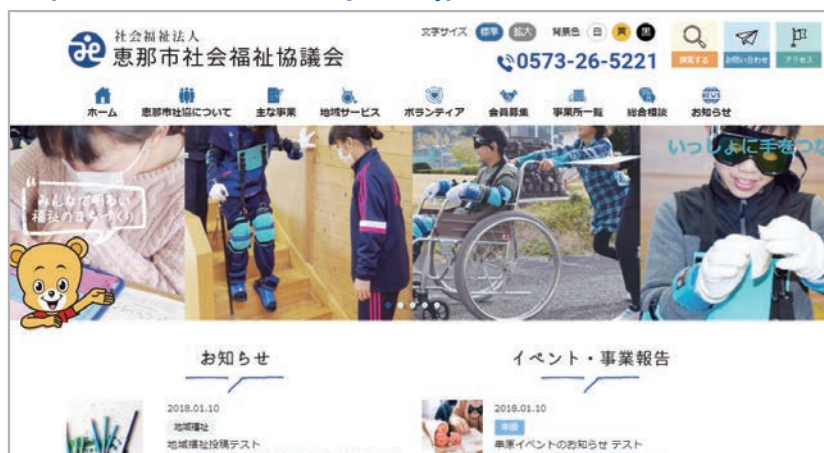 社会福祉法人
恵那市社会福祉協議会
文字サイズ 標準 拡大 背景色 白 黄 黒
0573-26-5221
検索する お問い合わせ アクセス
ホーム 恵那市社協について 主な事業 地域サービス ボランティア 会員募集 事業所一覧 総合相談 お知らせ
いっしょに手をつな
みんなで明るい
福祉のまちづくり
お知らせ
2018.01.10
地域福祉
地域福祉投稿テスト
イベント・事業報告
2018.01.10
串原
串原イベントのお知らせ テスト